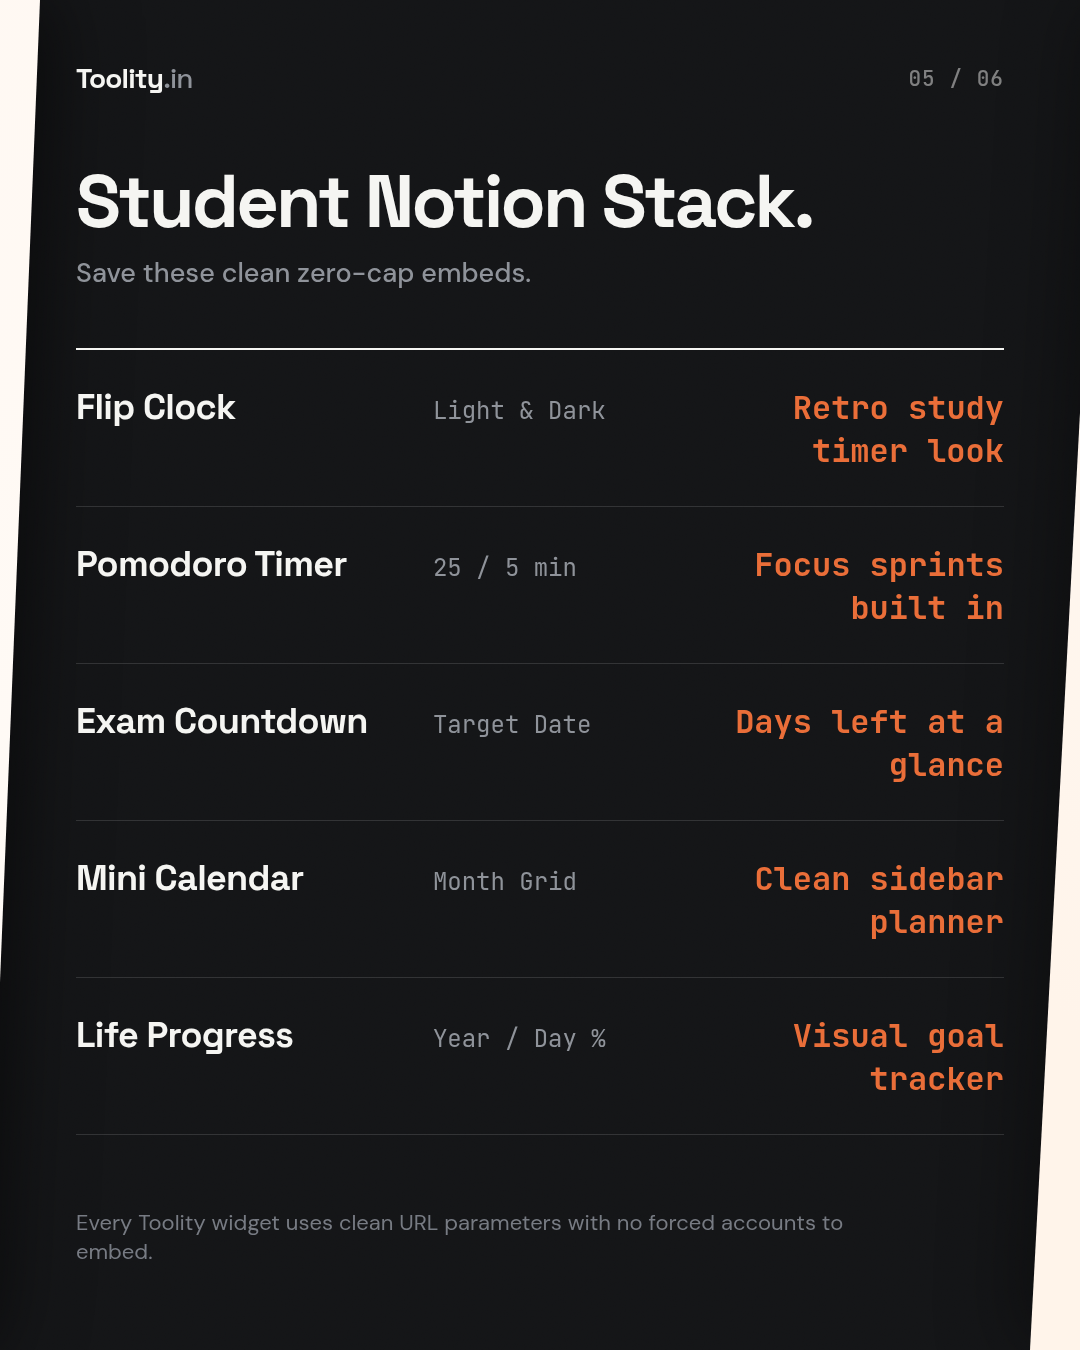 Toolity.in
05 / 06
Student Notion Stack.
Save these clean zero-cap embeds.
Flip Clock
Light & Dark
Retro study
timer look
Pomodoro Timer
25 / 5 min
Focus sprints
built in
Exam Countdown
Target Date
Days left at a
glance
Mini Calendar
Month Grid
Clean sidebar
planner
Life Progress
Year / Day %
Visual goal
tracker
Every Toolity widget uses clean URL parameters with no forced accounts to
embed.